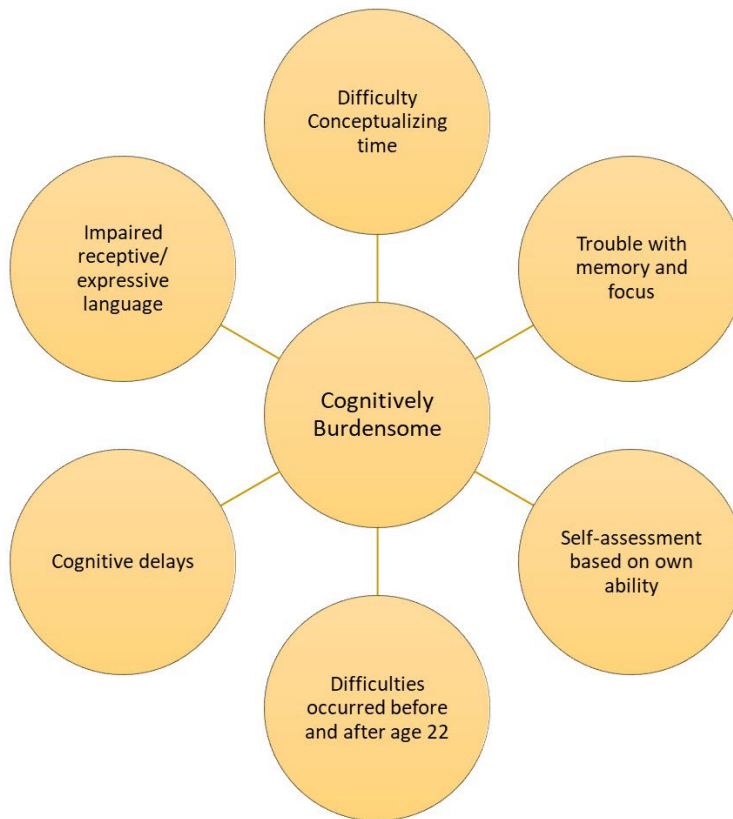 Difficulty
Conceptualizing
time
Impaired
receptive/
expressive
language
Trouble with
memory and
focus
Cognitively
Burdensome
Cognitive delays
Self-assessment
based on own
ability
Difficulties
occurred before
and after age 22